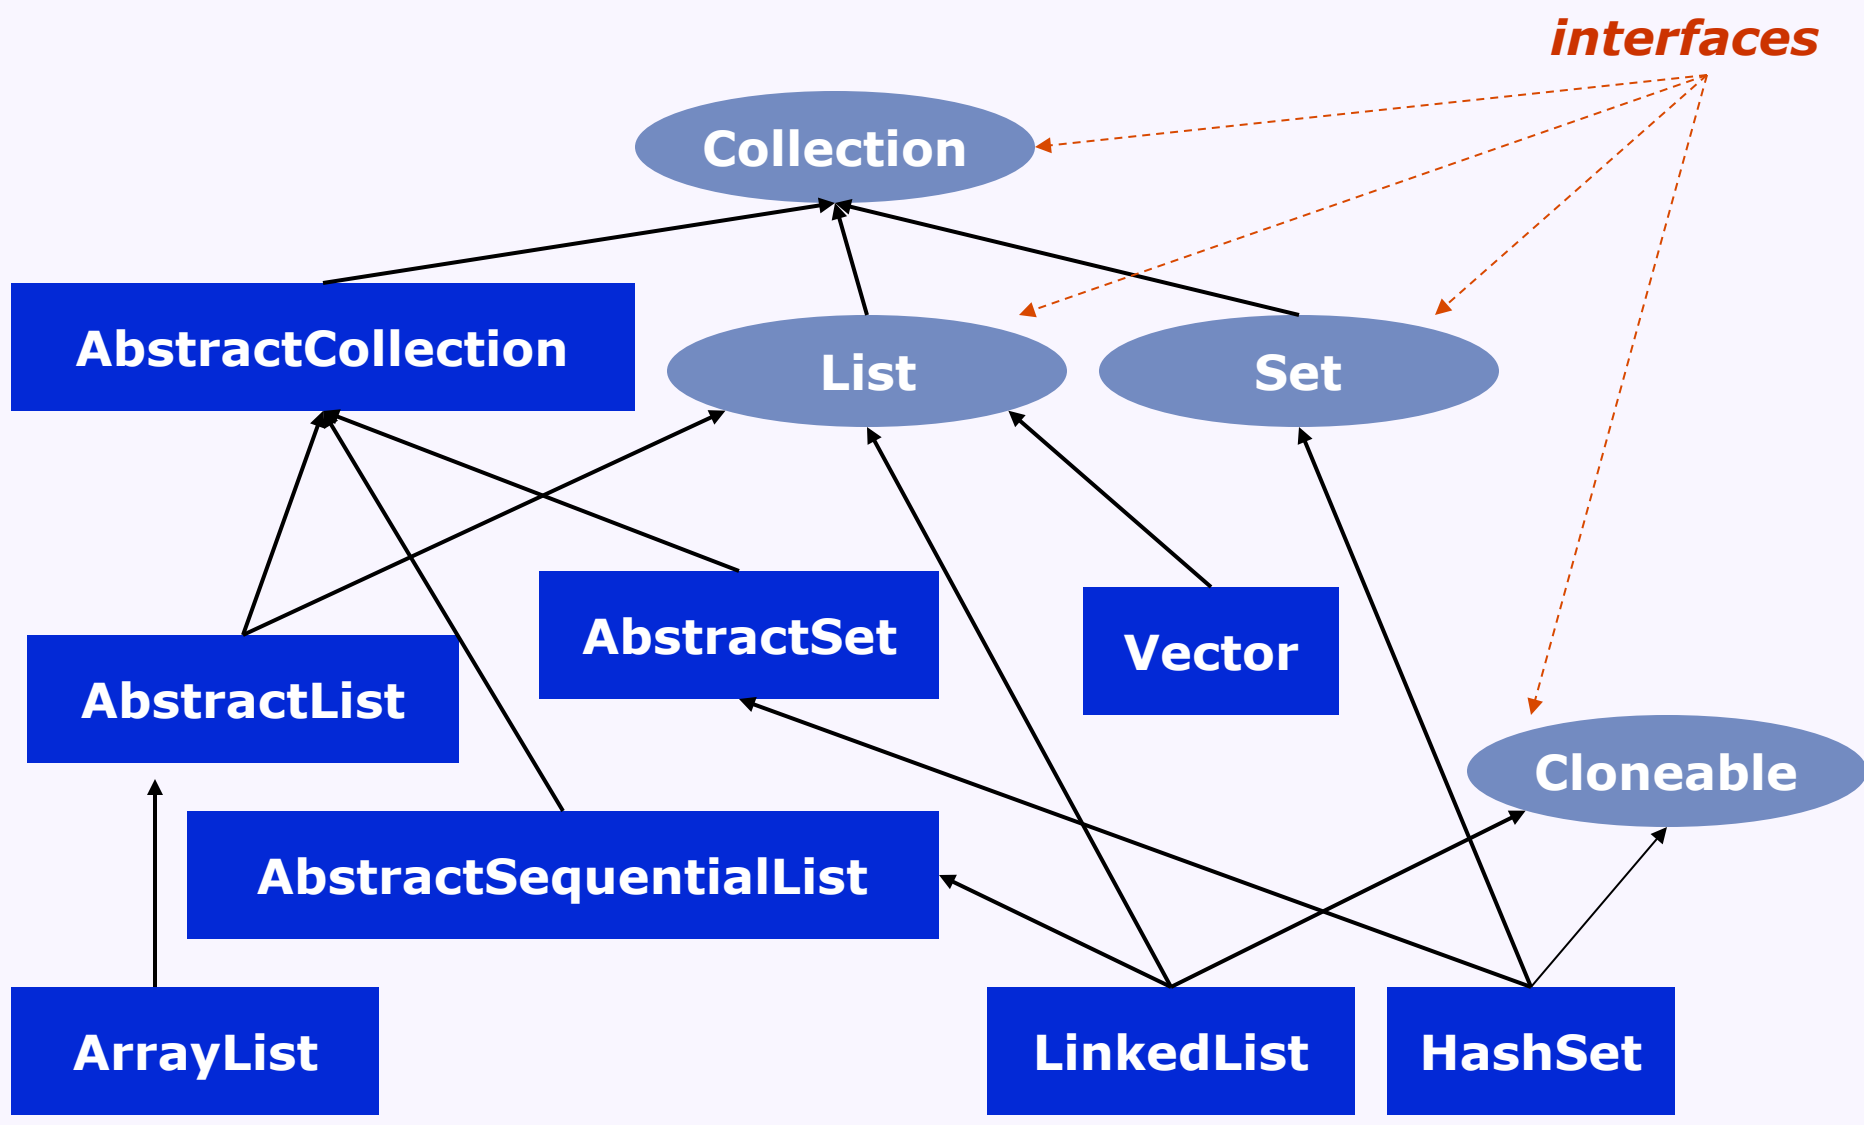 interfaces
Collection
AbstractCollection
List
Set
AbstractSet
Vector
AbstractList
Cloneable
AbstractSequentialList
ArrayList
LinkedList
HashSet